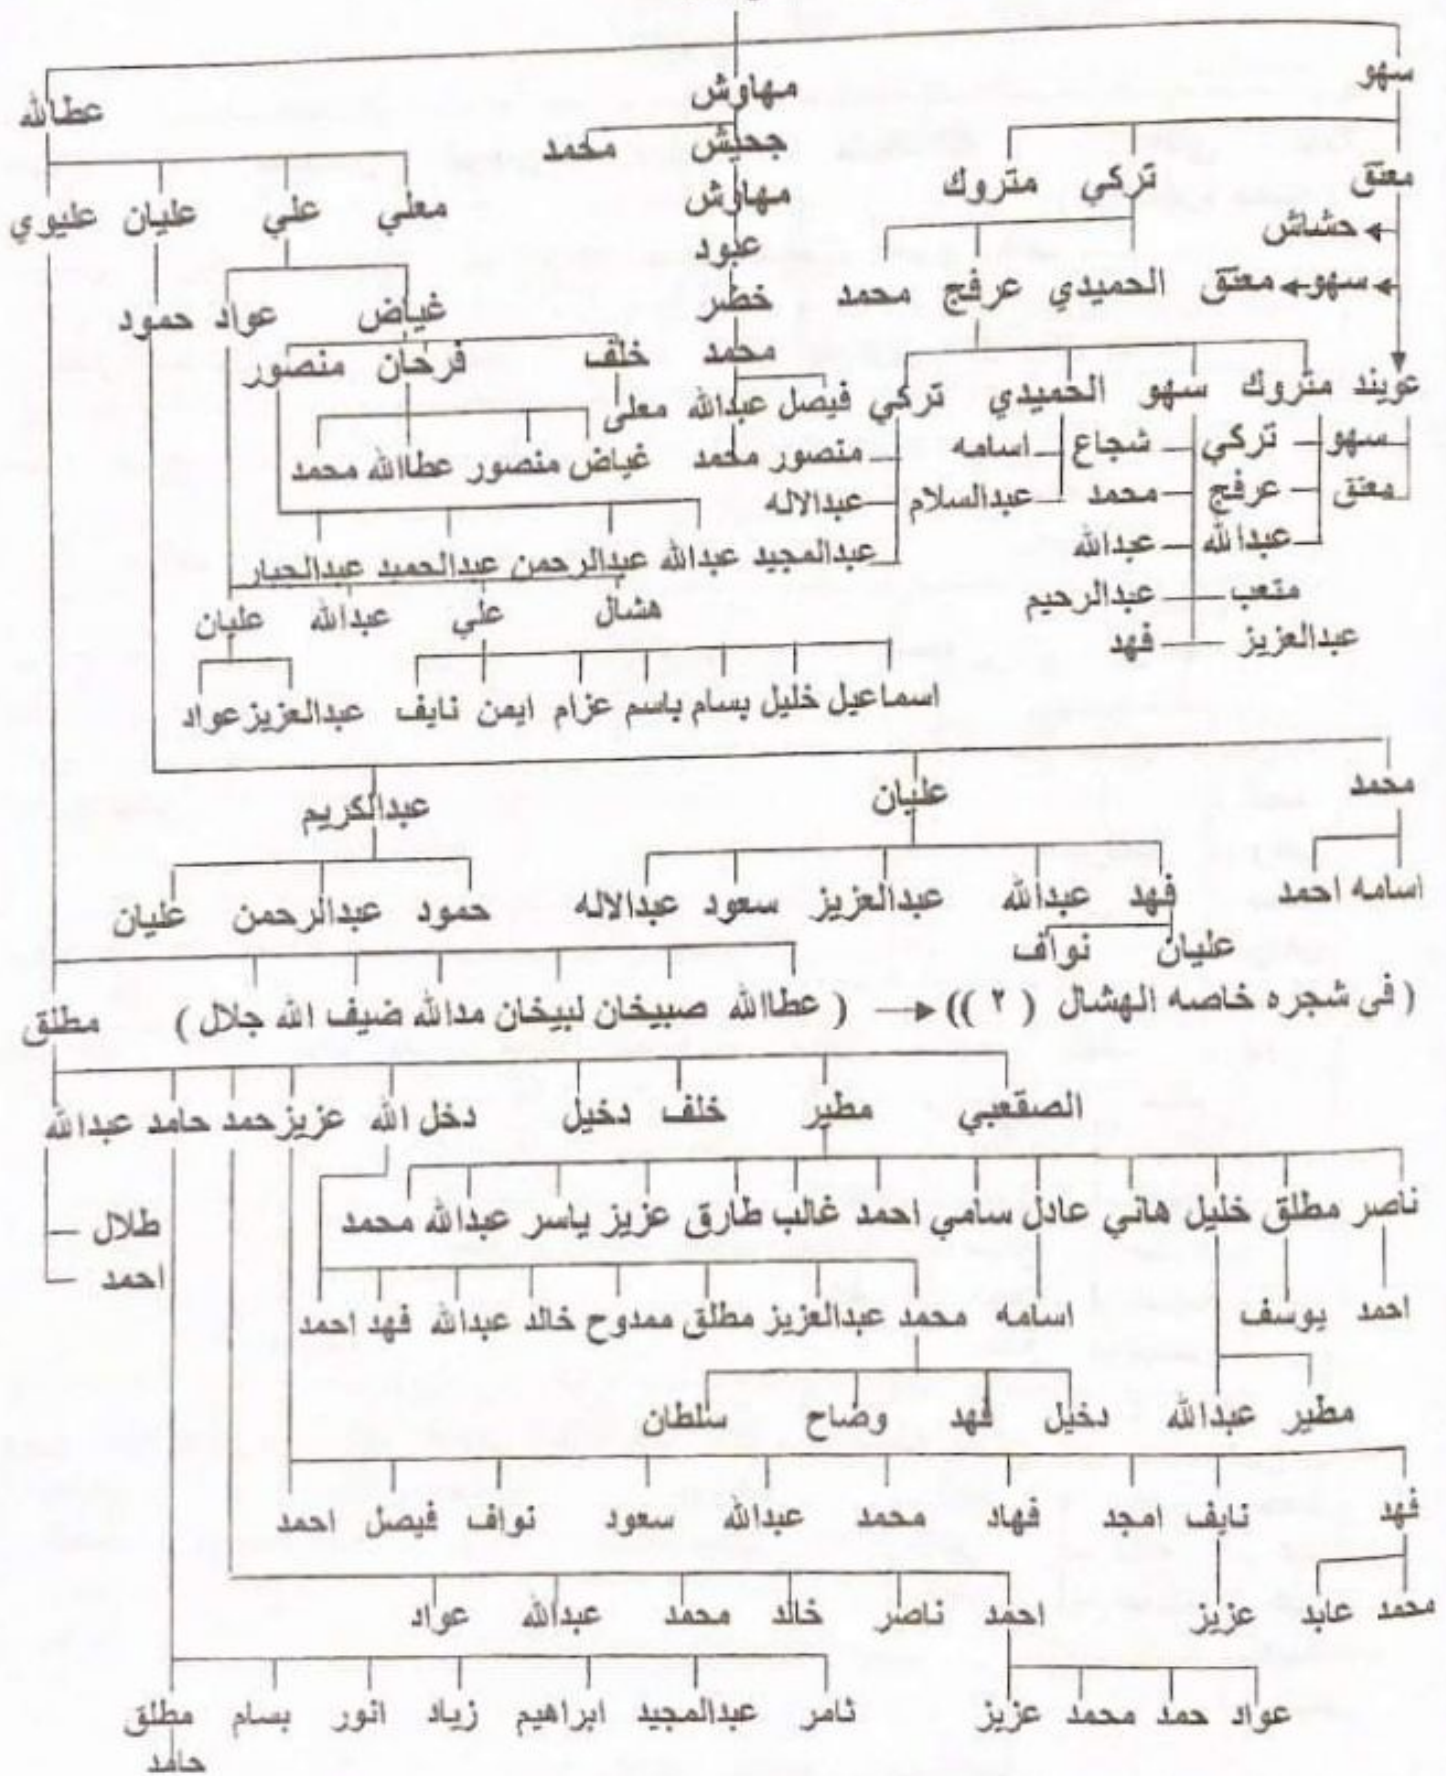 سهو مهاوش عطالله
جحيش محمد
معتق تركي متروك مهاوش معلي علي عليان عليوي
حشاش عبود
سهو معتق الحميدي عرفج محمد خضر غياض عواد حمود
محمد خلف فرحان منصور
عويند متروك سهو الحميدي تركي فيصل عبدالله معلى
سهو تركي شجاع اسامه منصور محمد غياض منصور عطاالله محمد
معتق عرفج محمد عبدالسلام عبدالاله
عبدالله عبدالله عبدالمجيد عبدالله عبدالرحمن عبدالحميد عبدالجبار
متعب عبدالرحيم هشال علي عبدالله عليان
عبدالعزيز فهد
اسماعيل خليل بسام باسم عزام ايمن نايف عبدالعزيز عواد
محمد عليان عبدالكريم
اسامه احمد فهد عبدالله عبدالعزيز سعود عبدالاله حمود عبدالرحمن عليان
عليان نواف
( في شجره خاصه الهشال ( ٢ )) ( عطاالله صبيخان لبيخان مدالله ضيف الله جلال ) مطلق
الصقعبي مطير خلف دخيل دخل الله عزيز حمد حامد عبدالله
ناصر مطلق خليل هاني عادل سامي احمد غالب طارق عزيز ياسر عبدالله محمد طلال
احمد
احمد يوسف اسامه محمد عبدالعزيز مطلق ممدوح خالد عبدالله فهد احمد
مطير عبدالله دخيل فهد وضاح سلطان
فهد نايف امجد فهاد محمد عبدالله سعود نواف فيصل احمد
محمد عابد عزيز احمد ناصر خالد محمد عبدالله عواد
عواد حمد محمد عزيز ثامر عبدالمجيد ابراهيم زياد انور بسام مطلق
حامد